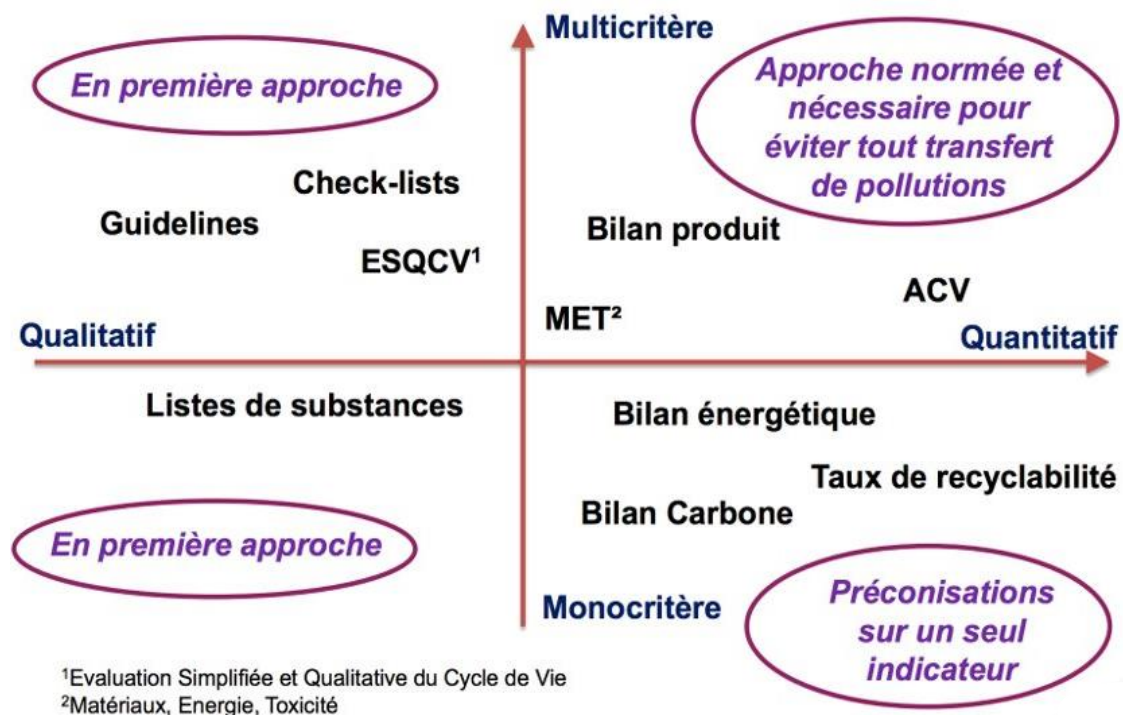 Multicritère
En première approche
Approche normée et
nécessaire pour
éviter tout transfert
de pollutions
Check-lists
Guidelines
ESQCV¹
Bilan produit
ACV
MET²
Qualitatif
Quantitatif
Listes de substances
Bilan énergétique
Taux de recyclabilité
Bilan Carbone
En première approche
Monocritère
Préconisations
sur un seul
indicateur
¹Evaluation Simplifiée et Qualitative du Cycle de Vie
²Matériaux, Energie, Toxicité